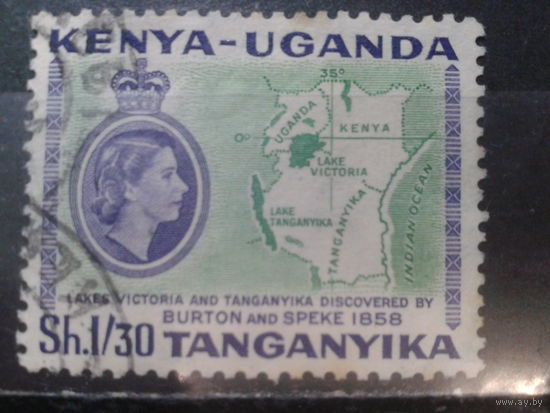 KENYA-UGANDA
35°
UGANDA
KENYA
0°
LAKE
VICTORIA
LAKE
TANGANYIKA
TANGANYIKA
INDIAN OCEAN
LAKES VICTORIA AND TANGANYIKA DISCOVERED BY
BURTON AND SPEKE 1858
Sh.1/30 TANGANYIKA
www.ay.by